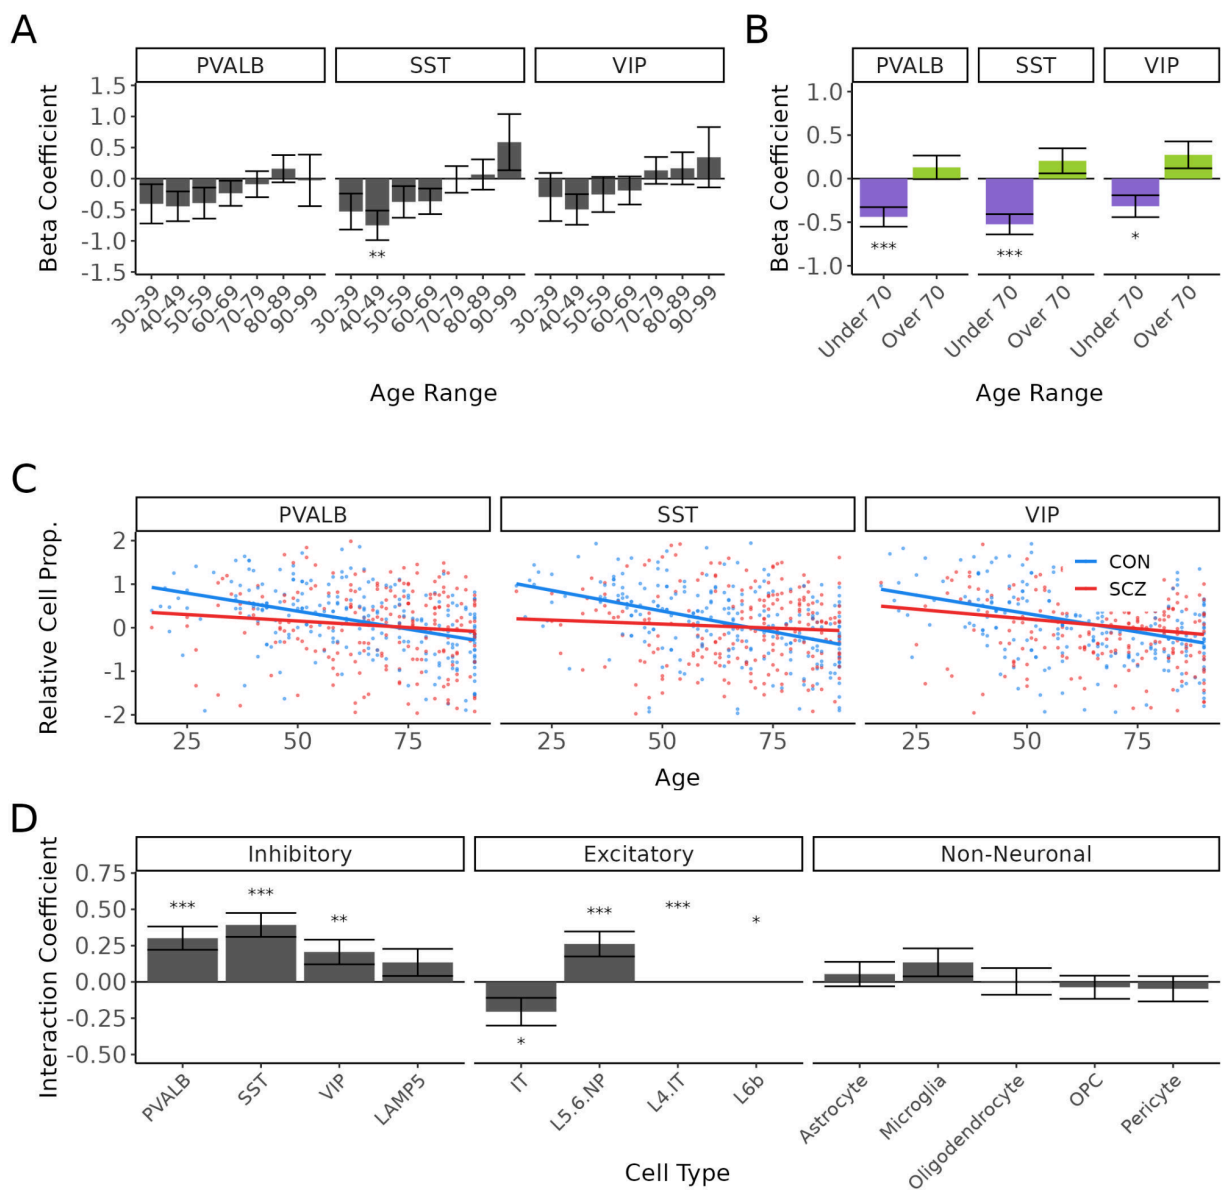 A
B
PVALB SST VIP
PVALB SST VIP
Beta Coefficient
1.5
1.0
0.5
0.0
-0.5
-1.0
-1.5
**
30-39 40-49 50-59 60-69 70-79 80-89 90-99 30-39 40-49 50-59 60-69 70-79 80-89 90-99 30-39 40-49 50-59 60-69 70-79 80-89 90-99
Age Range
Beta Coefficient
1.0
0.5
0.0
-0.5
-1.0
*** *** *
Under 70 Over 70 Under 70 Over 70 Under 70 Over 70
Age Range
C
PVALB SST VIP
Relative Cell Prop.
2
1
0
-1
-2
CON
SCZ
25 50 75 25 50 75 25 50 75
Age
D
Inhibitory Excitatory Non-Neuronal
Interaction Coefficient
0.75
0.50
0.25
0.00
-0.25
-0.50
*** *** ** * *** *** *
PVALB SST VIP LAMP5 IT L5.6.NP L4.IT L6b Astrocyte Microglia Oligodendrocyte OPC Pericyte
Cell Type